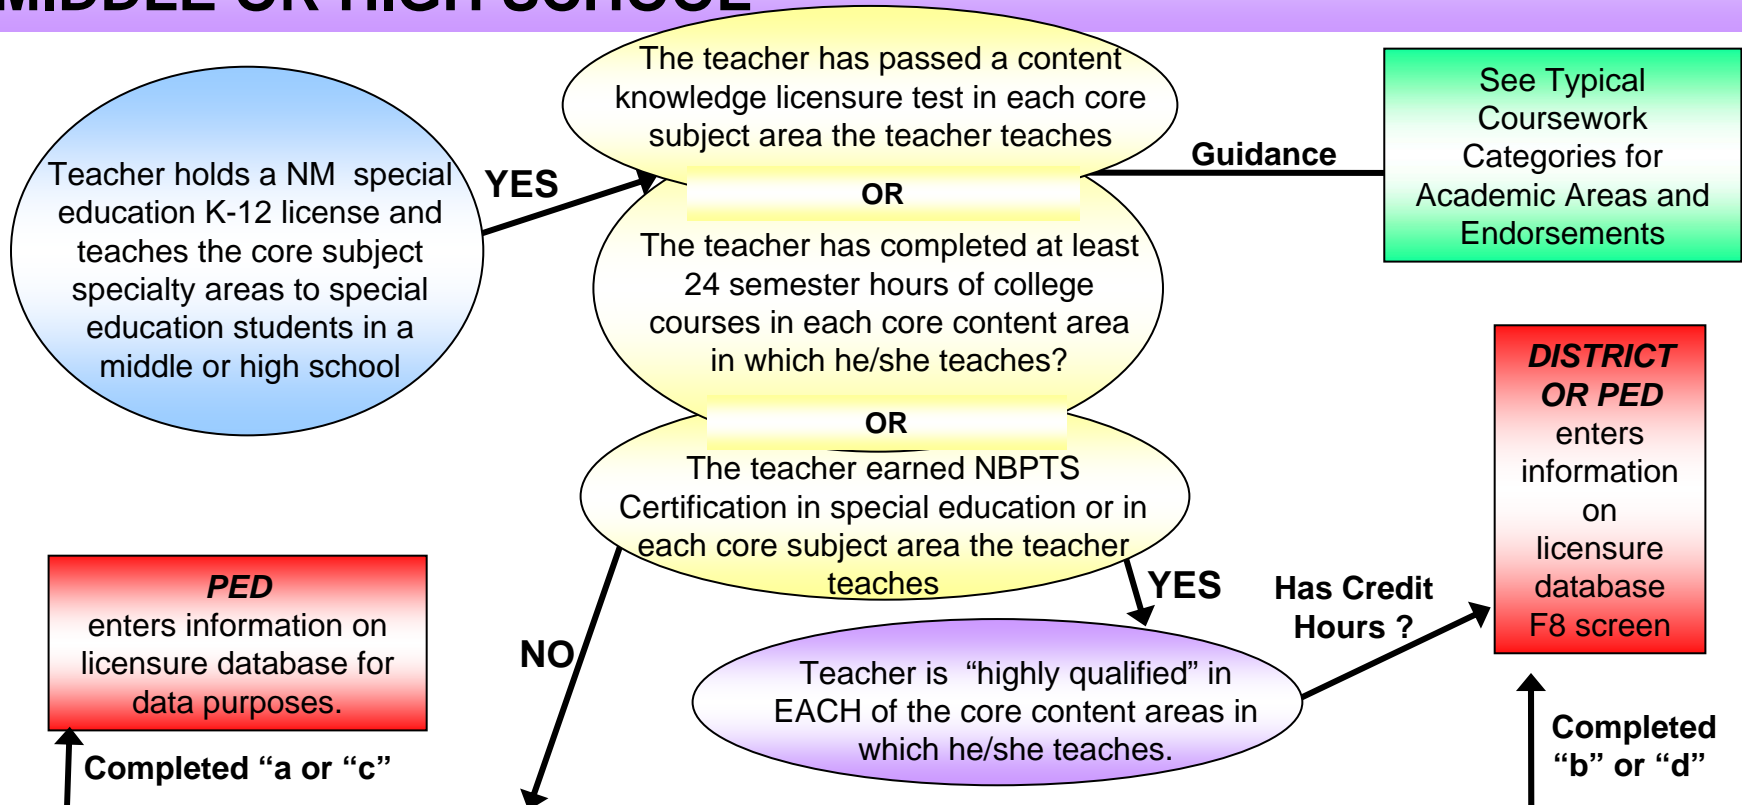 MIDDLE OR HIGH SCHOOL
The teacher has passed a content
knowledge licensure test in each core
subject area the teacher teaches
OR
The teacher has completed at least
24 semester hours of college
courses in each core content area
in which he/she teaches?
OR
The teacher earned NBPTS
Certification in special education or in
each core subject area the teacher
teaches
Teacher holds a NM  special
education K-12 license and
teaches the core subject
specialty areas to special
education students in a
middle or high school
YES
Guidance
See Typical
Coursework
Categories for
Academic Areas and
Endorsements
DISTRICT
OR PED
enters
information
on
licensure
database
F8 screen
PED
enters information on
licensure database for
data purposes.
Completed “a or “c”
NO
YES
Teacher is  “highly qualified” in
EACH of the core content areas in
which he/she teaches.
Has Credit
Hours ?
Completed
“b” or “d”